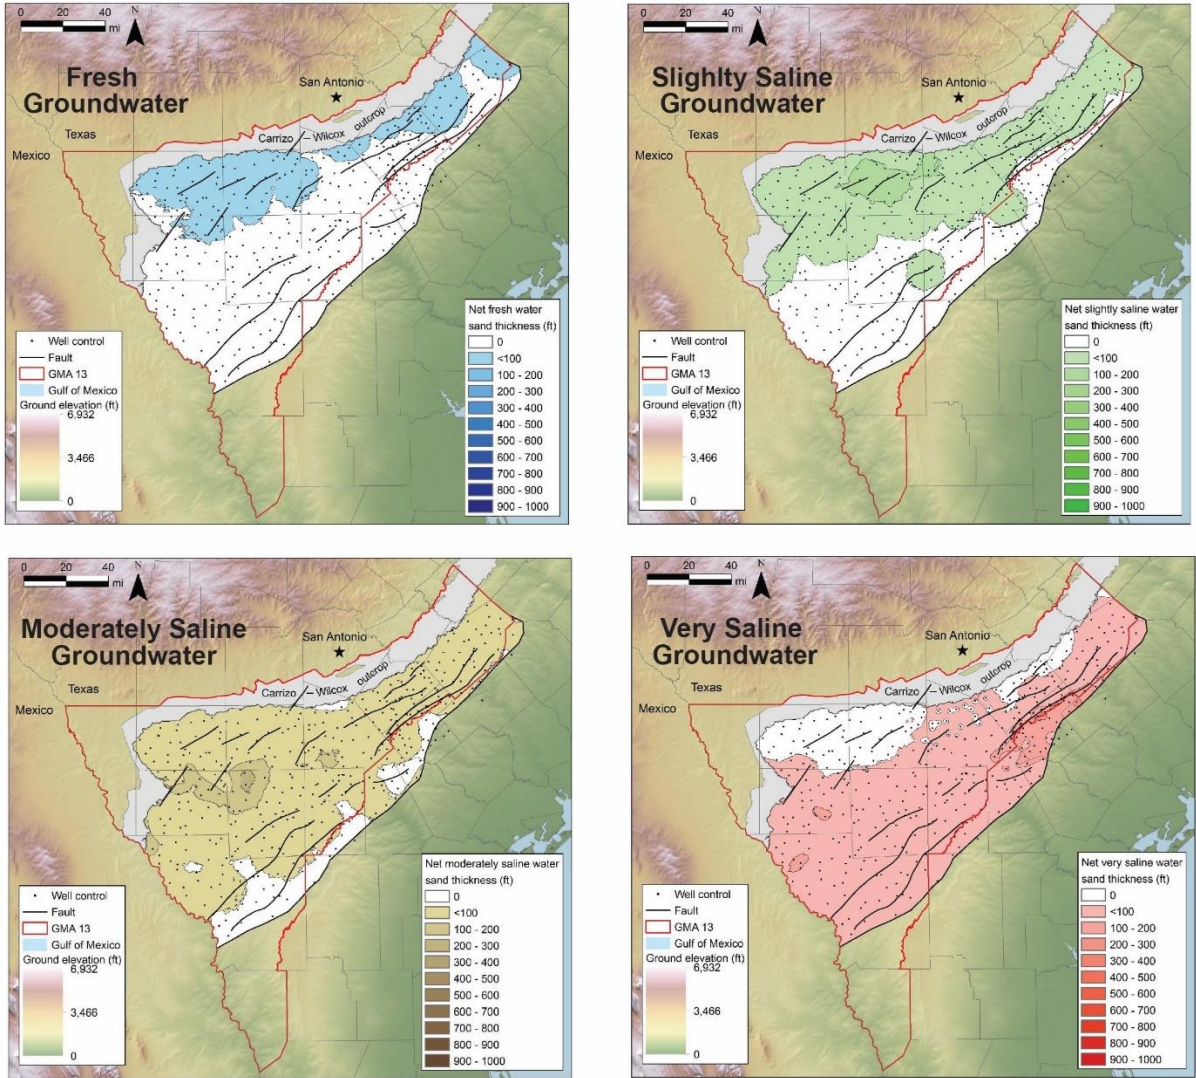 0 20 40
mi
N
Fresh
Groundwater
San Antonio
Texas
Mexico
Carrizo
Wilcox
outcrop
Well control
Fault
GMA 13
Gulf of Mexico
Ground elevation (ft)
6,932
3,466
0
Net fresh water
sand thickness (ft)
0
<100
100 - 200
200 - 300
300 - 400
400 - 500
500 - 600
600 - 700
700 - 800
800 - 900
900 - 1000
0 20 40
mi
N
Slighlty Saline
Groundwater
San Antonio
Texas
Mexico
Carrizo
Wilcox
outcrop
Well control
Fault
GMA 13
Gulf of Mexico
Ground elevation (ft)
6,932
3,466
0
Net slightly saline water
sand thickness (ft)
0
<100
100 - 200
200 - 300
300 - 400
400 - 500
500 - 600
600 - 700
700 - 800
800 - 900
900 - 1000
0 20 40
mi
N
Moderately Saline
Groundwater
San Antonio
Texas
Mexico
Carrizo
Wilcox
outcrop
Well control
Fault
GMA 13
Gulf of Mexico
Ground elevation (ft)
6,932
3,466
0
Net moderately saline water
sand thickness (ft)
0
<100
100 - 200
200 - 300
300 - 400
400 - 500
500 - 600
600 - 700
700 - 800
800 - 900
900 - 1000
0 20 40
mi
N
Very Saline
Groundwater
San Antonio
Texas
Mexico
Carrizo
Wilcox
outcrop
Well control
Fault
GMA 13
Gulf of Mexico
Ground elevation (ft)
6,932
3,466
0
Net very saline water
sand thickness (ft)
0
<100
100 - 200
200 - 300
300 - 400
400 - 500
500 - 600
600 - 700
700 - 800
800 - 900
900 - 1000